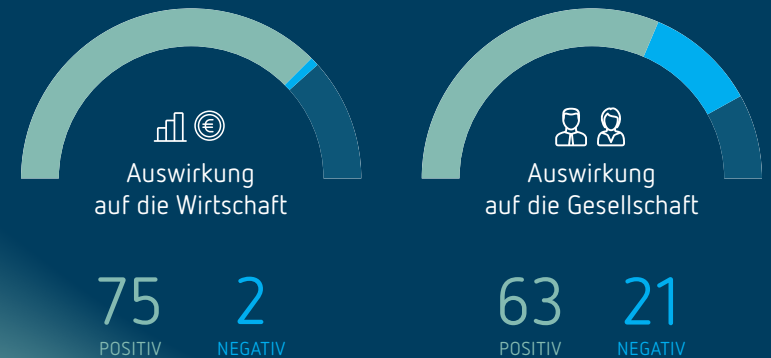 €
Auswirkung
auf die Wirtschaft
75
POSITIV
2
NEGATIV
Auswirkung
auf die Gesellschaft
63
POSITIV
21
NEGATIV